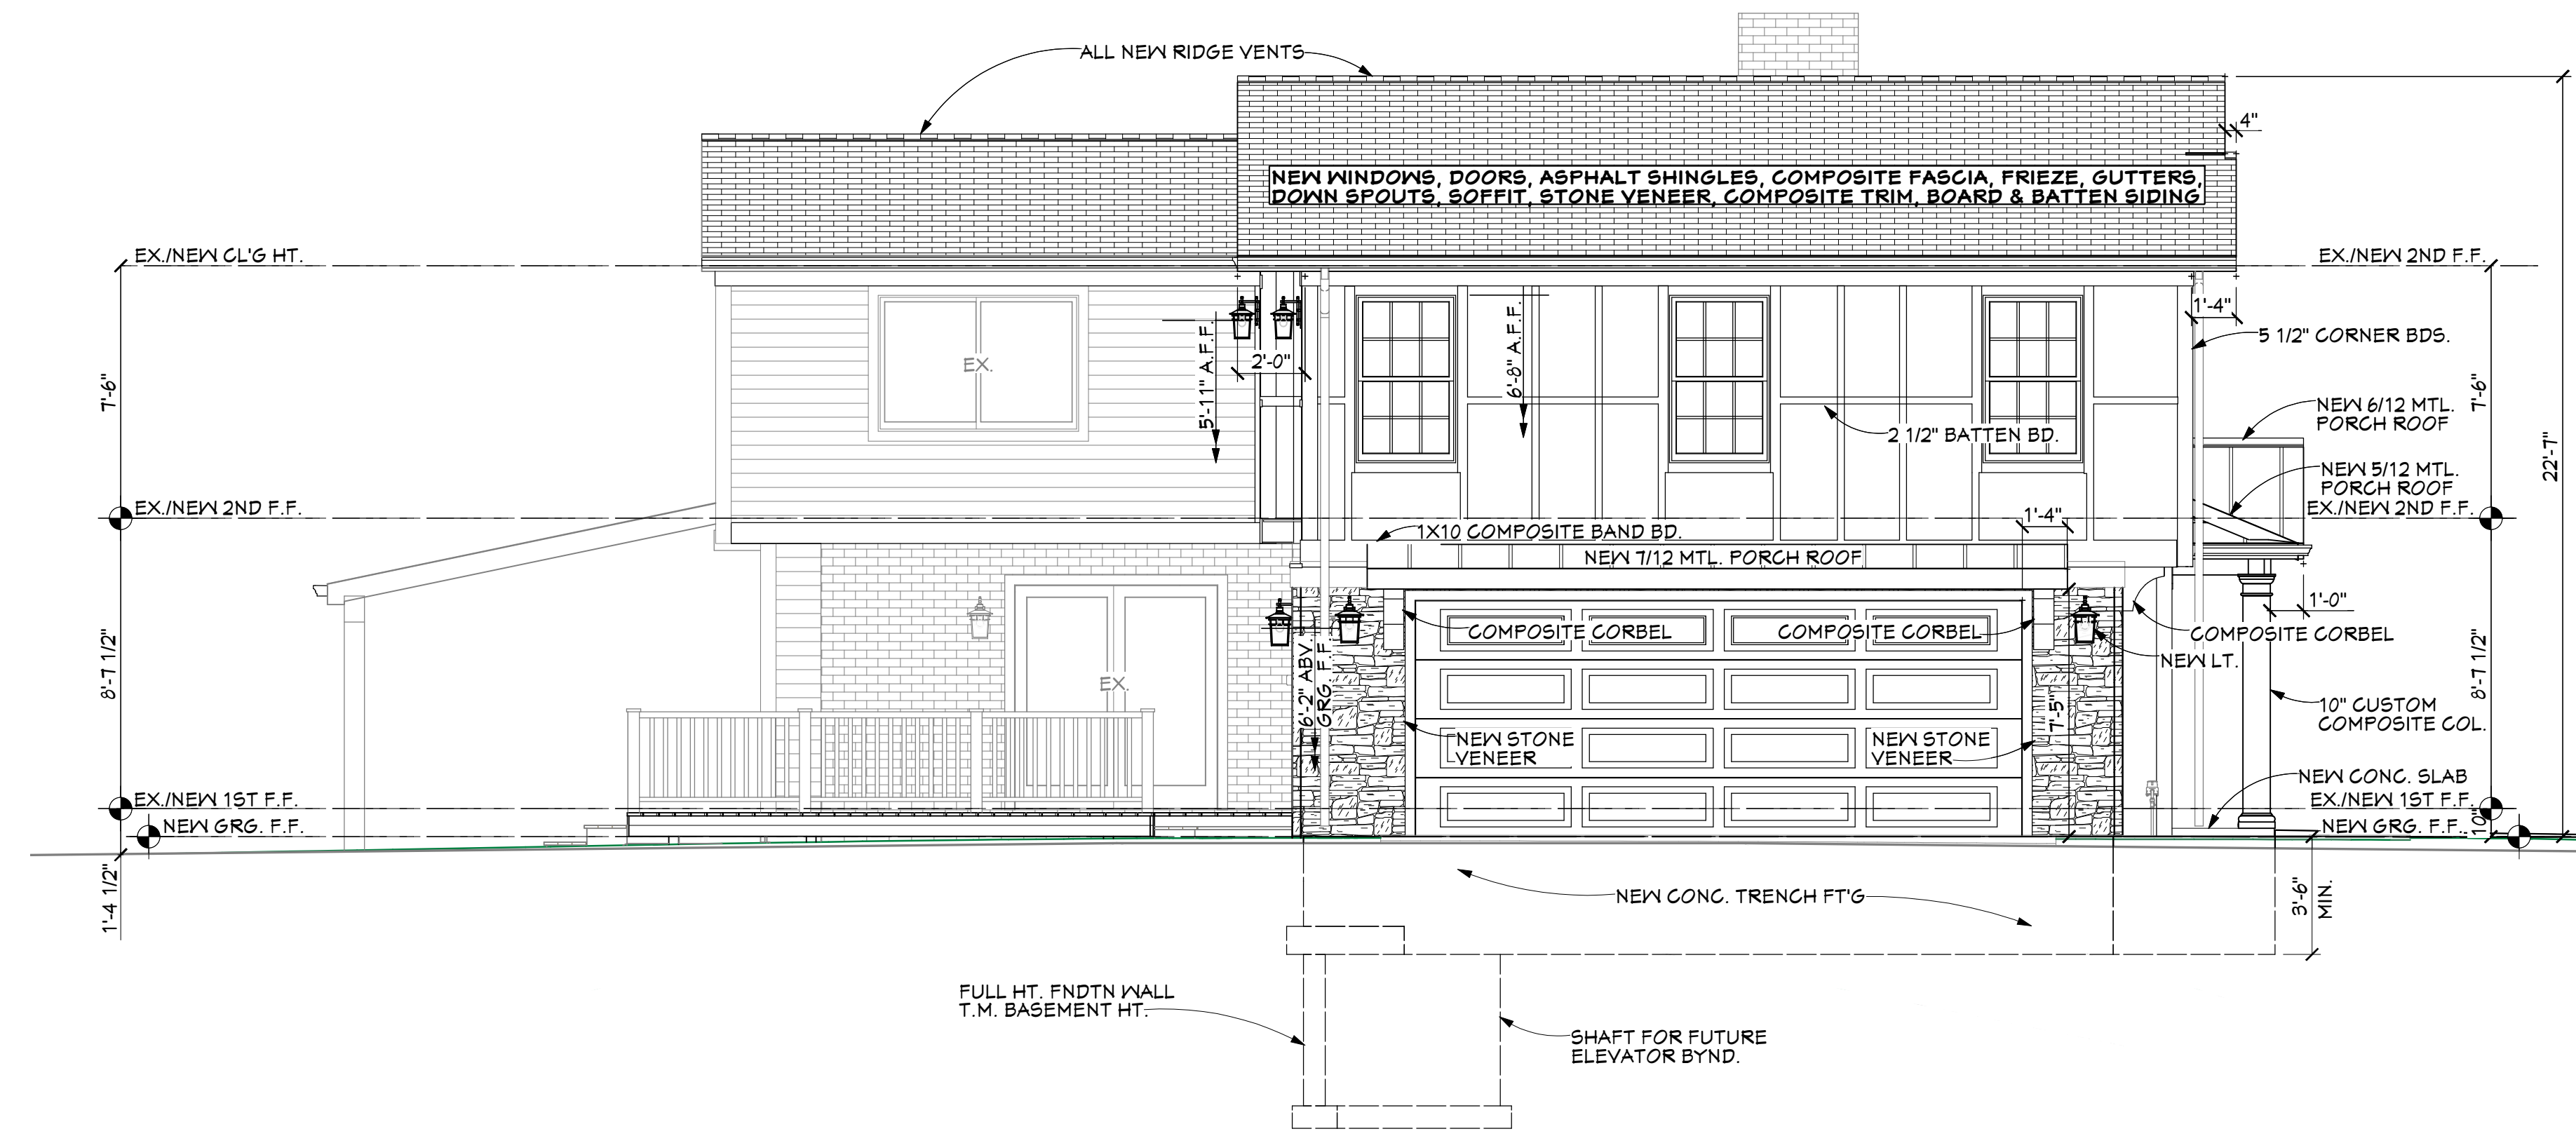 ALL NEW RIDGE VENTS
4"
NEW WINDOWS, DOORS, ASPHALT SHINGLES, COMPOSITE FASCIA, FRIEZE, GUTTERS,
DOWN SPOUTS, SOFFIT, STONE VENEER, COMPOSITE TRIM, BOARD & BATTEN SIDING
EX./NEW CL'G HT.
EX./NEW 2ND F.F.
1'-4"
5 1/2" CORNER BDS.
5'-11" A.F.F.
2'-0"
6'-8" A.F.F.
EX.
7'-6"
7'-6"
NEW 6/12 MTL.
PORCH ROOF
2 1/2" BATTEN BD.
22'-7"
NEW 5/12 MTL.
PORCH ROOF
EX./NEW 2ND F.F.
EX./NEW 2ND F.F.
1'-4"
1X10 COMPOSITE BAND BD.
NEW 7/12 MTL. PORCH ROOF
1'-0"
COMPOSITE CORBEL
COMPOSITE CORBEL
COMPOSITE CORBEL
NEW LT.
8'-7 1/2"
8'-7 1/2"
6'-2" ABV.
GRG. F.F.
EX.
7'-5"
10" CUSTOM
COMPOSITE COL.
NEW STONE
VENEER
NEW STONE
VENEER
NEW CONC. SLAB
EX./NEW 1ST F.F.
EX./NEW 1ST F.F.
NEW GRG. F.F.
NEW GRG. F.F.
10"
1'-4 1/2"
NEW CONC. TRENCH FT'G
3'-6"
MIN.
FULL HT. FNDTN WALL
T.M. BASEMENT HT.
SHAFT FOR FUTURE
ELEVATOR BYND.